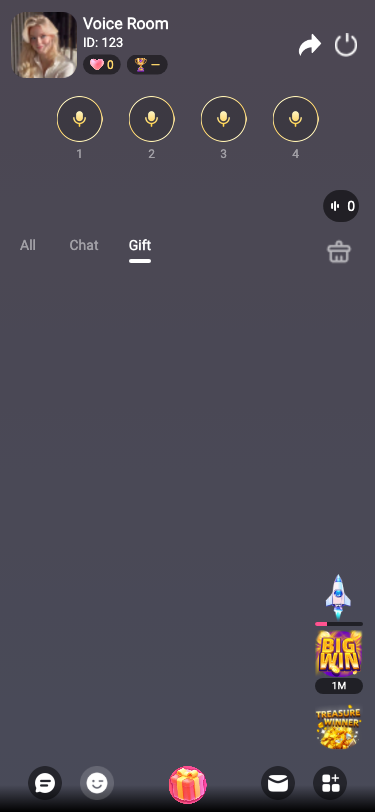 Voice Room
ID: 123
0
–
1
2
3
4
0
All
Chat
Gift
BIG
WIN
1M
TREASURE
WINNER